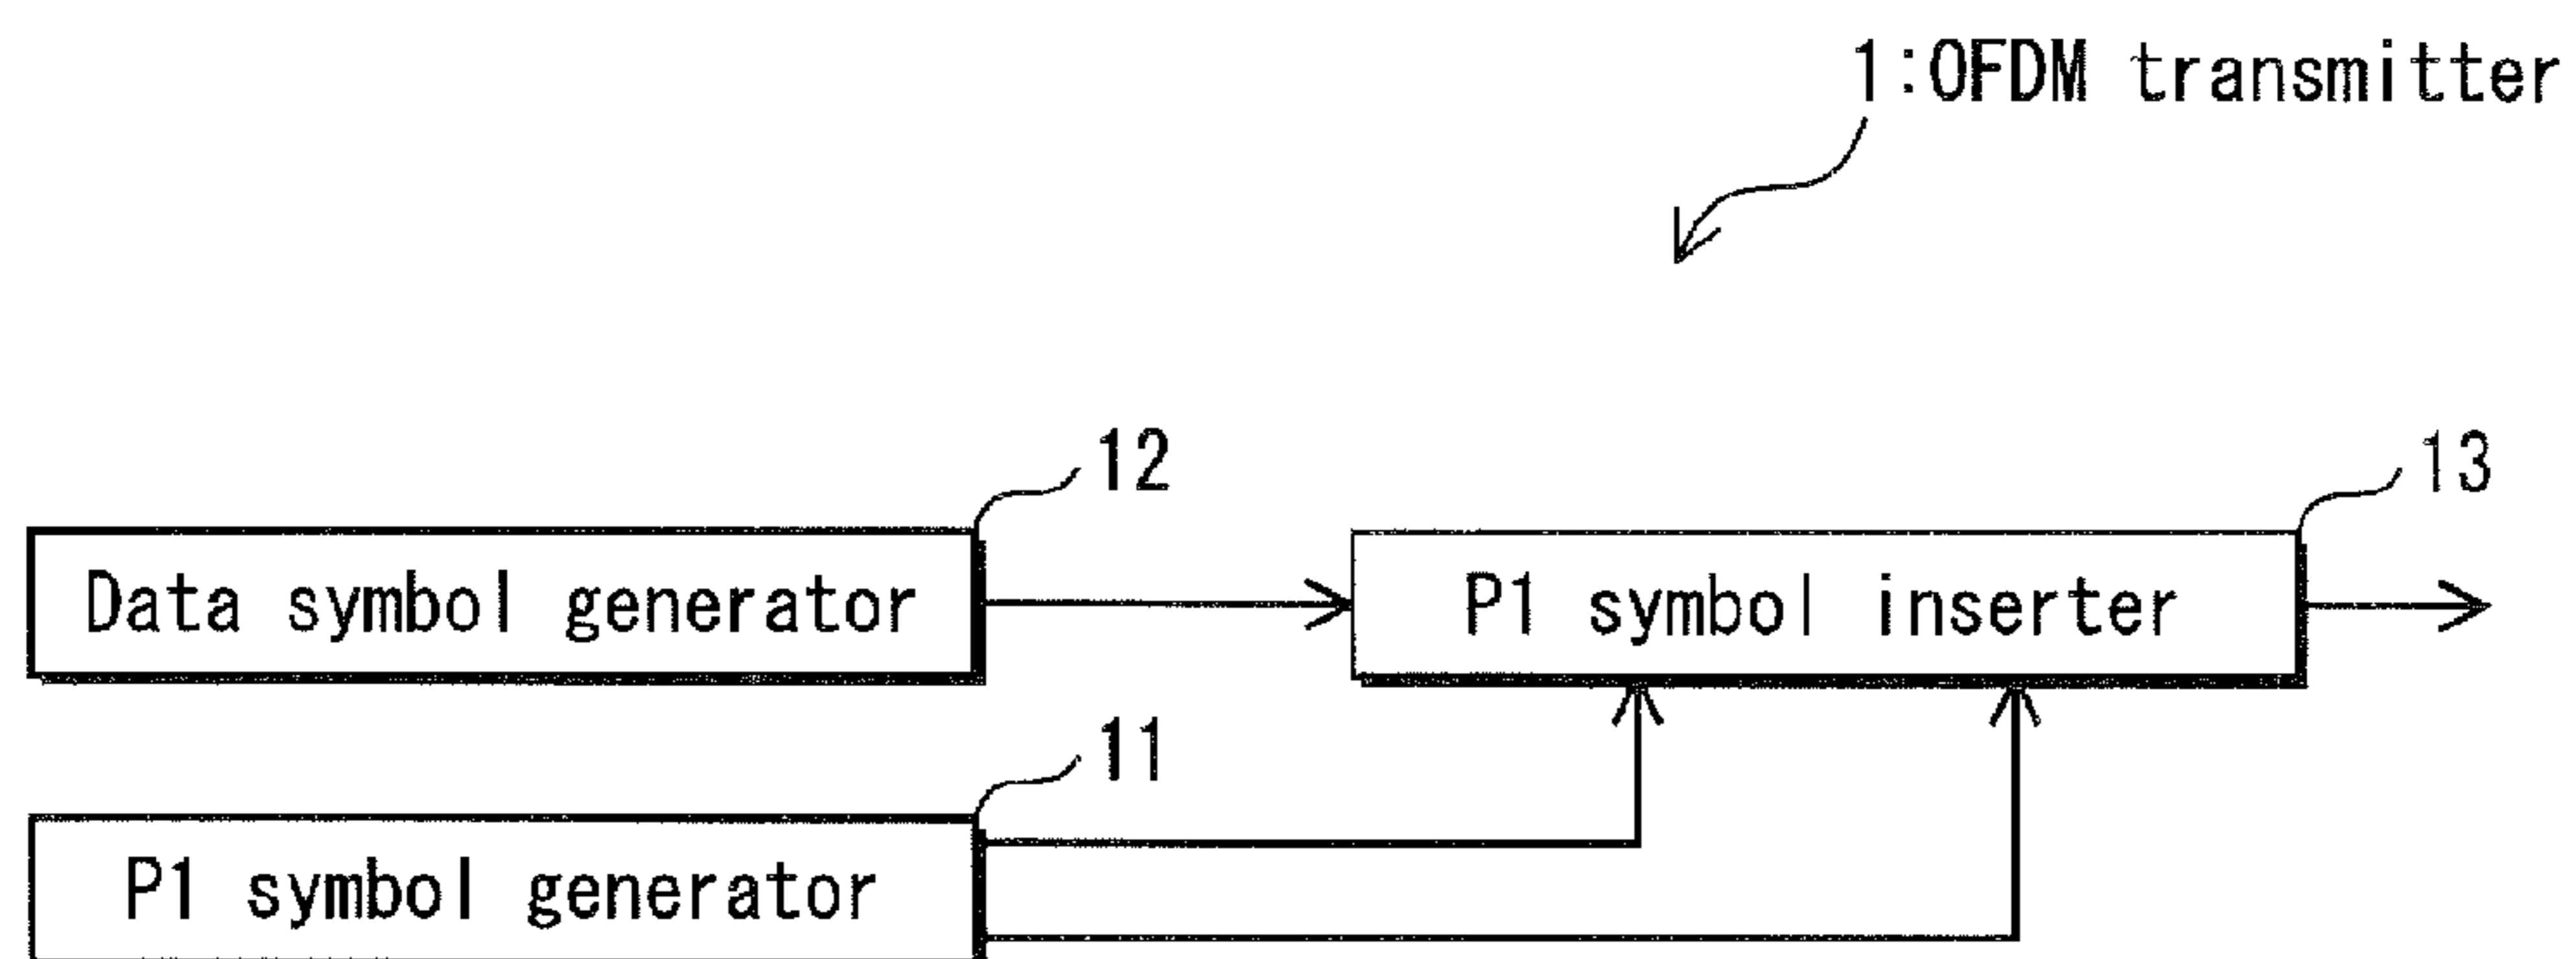 1:OFDM transmitter
12
13
Data symbol generator
P1 symbol inserter
11
P1 symbol generator